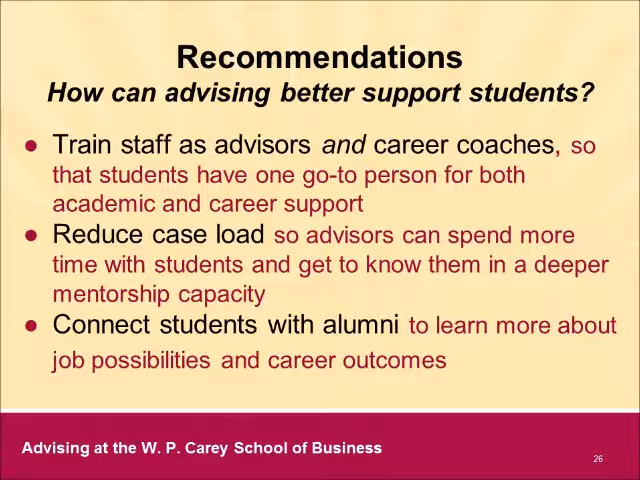 Recommendations
How can advising better support students?
● Train staff as advisors and career coaches, so
that students have one go-to person for both
academic and career support
● Reduce case load so advisors can spend more
time with students and get to know them in a deeper
mentorship capacity
● Connect students with alumni to learn more about
job possibilities and career outcomes
Advising at the W. P. Carey School of Business
26